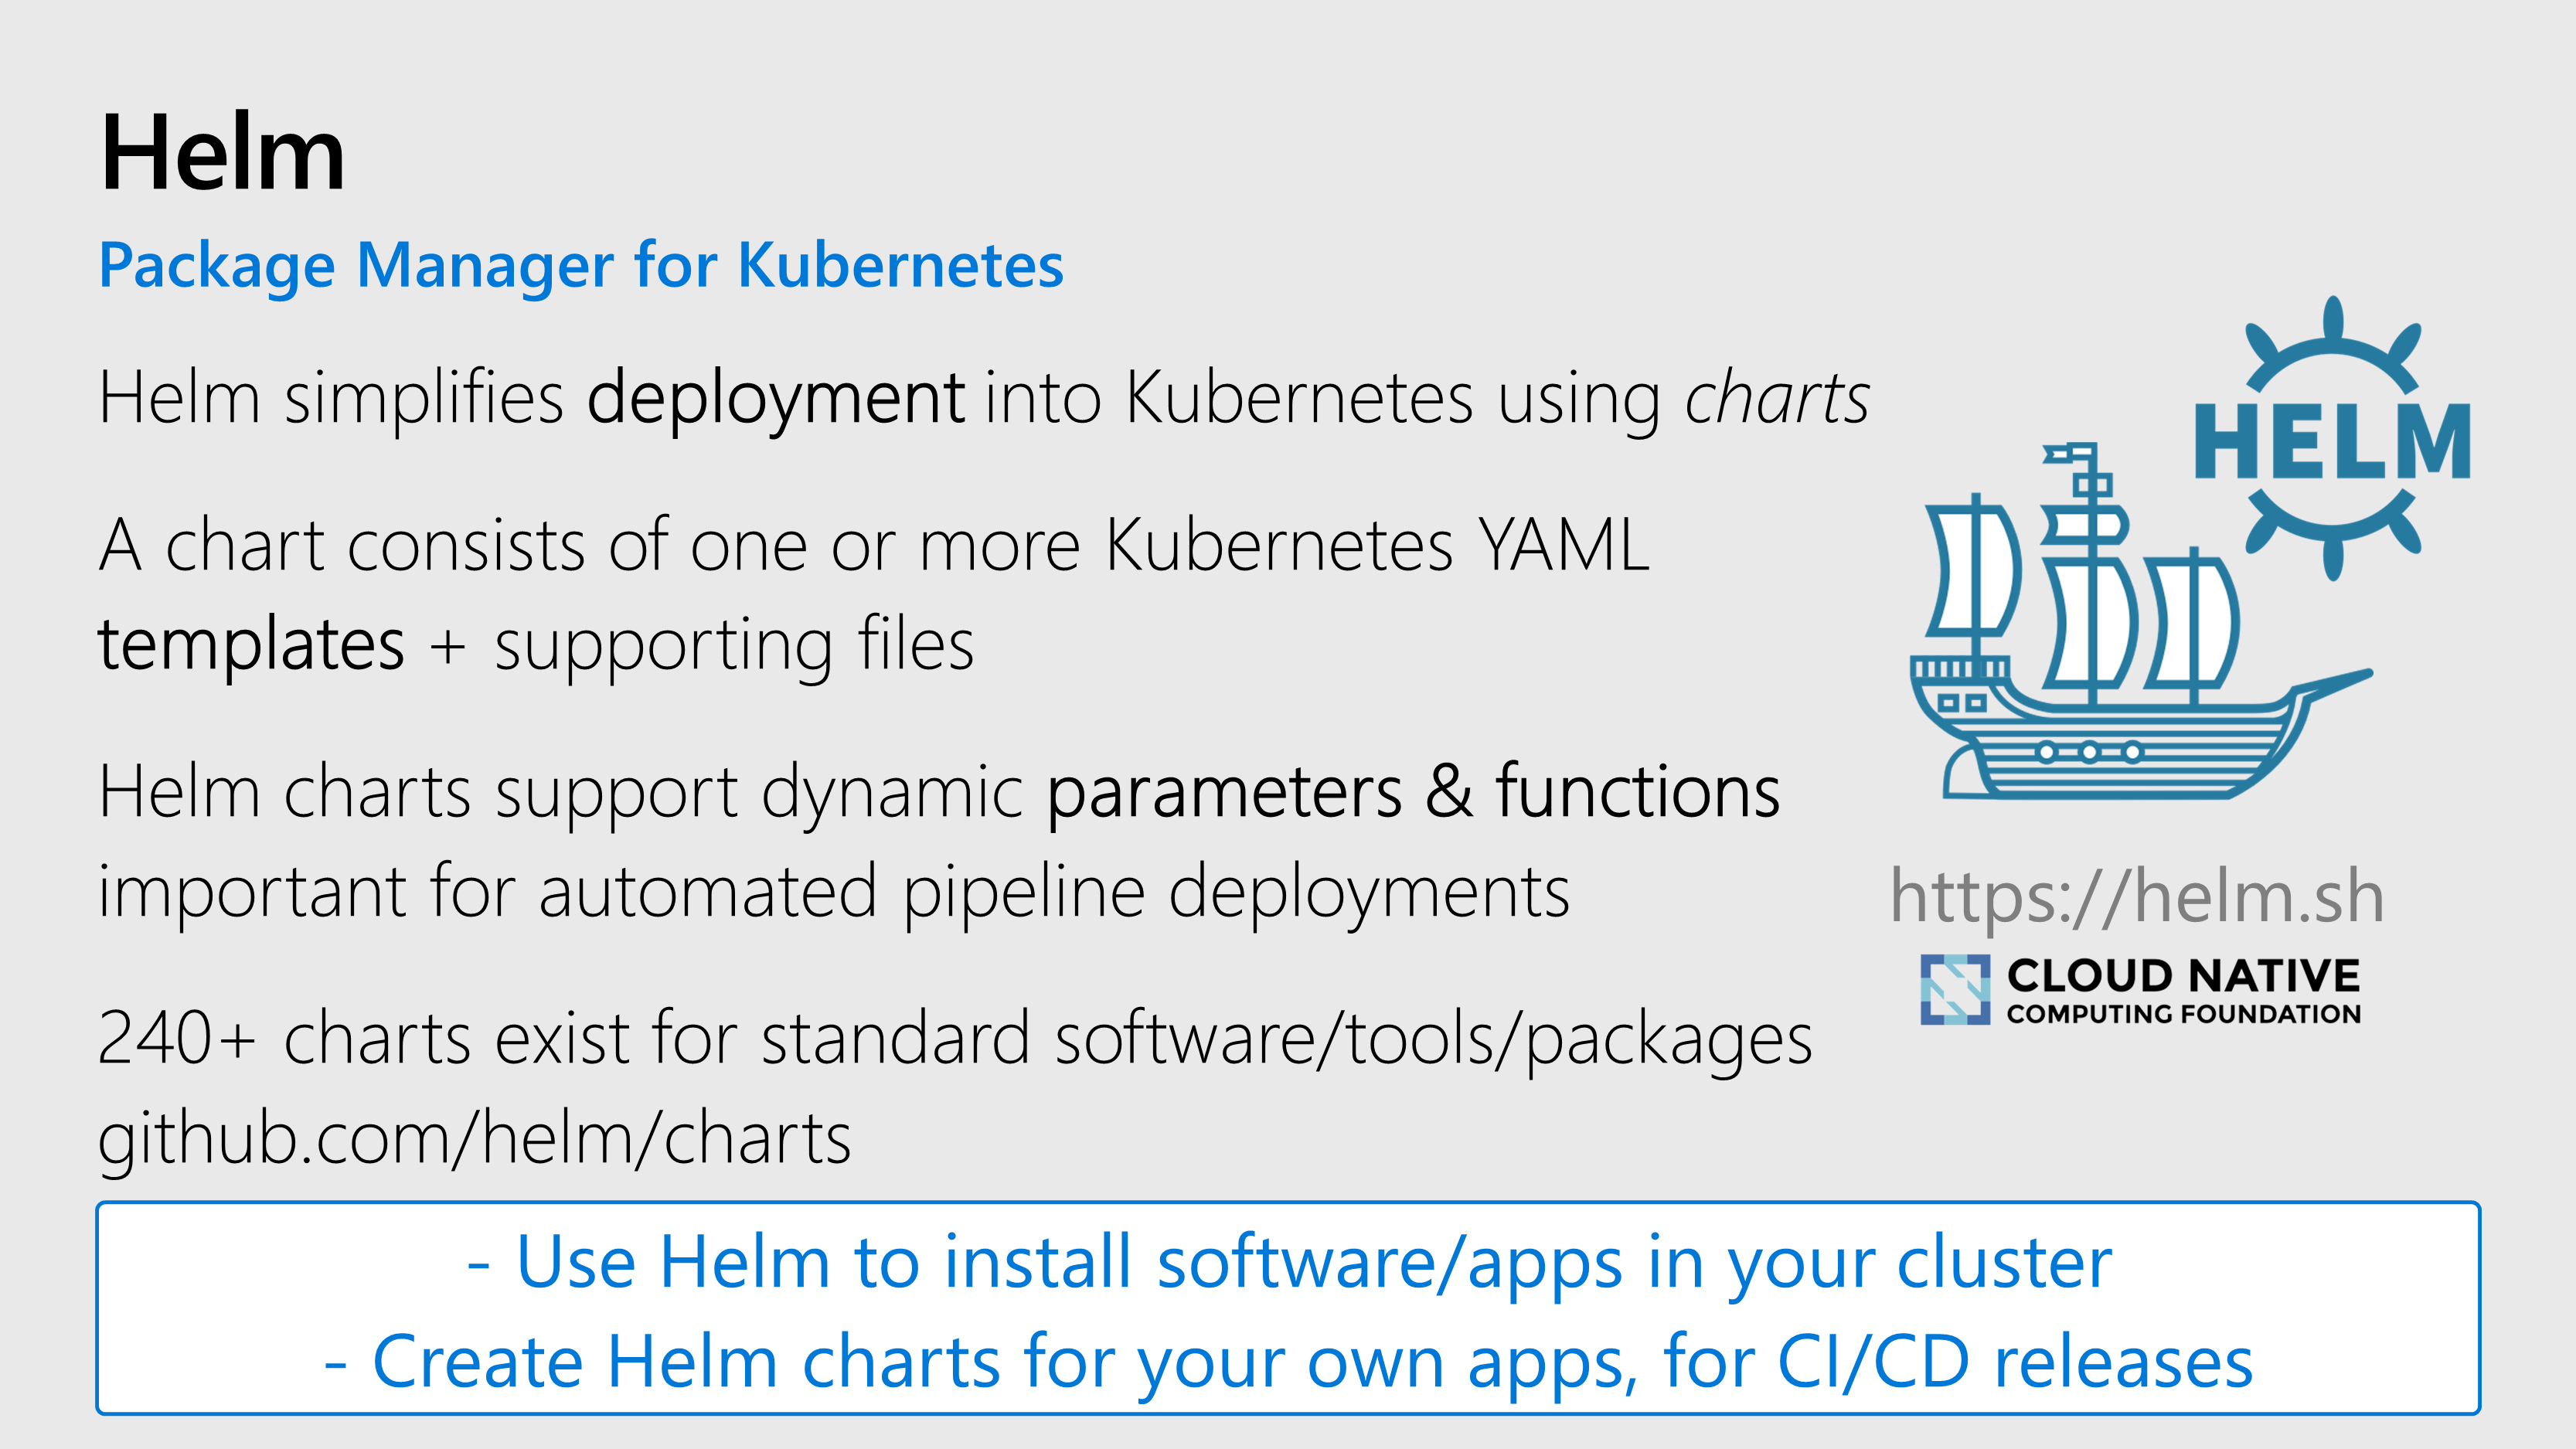 Helm
Package Manager for Kubernetes
Helm simplifies deployment into Kubernetes using charts
A chart consists of one or more Kubernetes YAML
templates + supporting files
Helm charts support dynamic parameters & functions
important for automated pipeline deployments
240+ charts exist for standard software/tools/packages
github.com/helm/charts
HELM
https://helm.sh
CLOUD NATIVE
COMPUTING FOUNDATION
- Use Helm to install software/apps in your cluster
- Create Helm charts for your own apps, for CI/CD releases